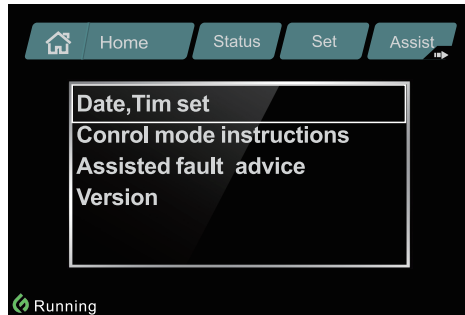 Home Status Set Assist
Date,Tim set
Conrol mode instructions
Assisted fault advice
Version
Running